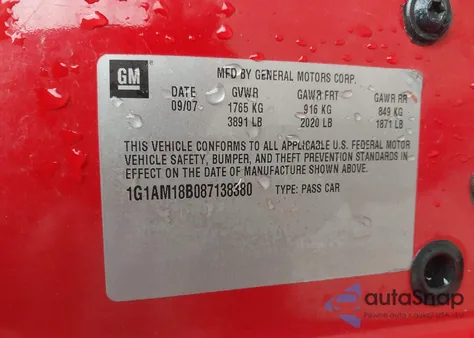 GM
MFD BY GENERAL MOTORS CORP.
DATE GVWR GAWR FRT GAWR RR
09/07 1765 KG 916 KG 849 KG
3891 LB 2020 LB 1871 LB
THIS VEHICLE CONFORMS TO ALL APPLICABLE U.S. FEDERAL MOTOR
VEHICLE SAFETY, BUMPER, AND THEFT PREVENTION STANDARDS IN
EFFECT ON THE DATE OF MANUFACTURE SHOWN ABOVE.
1G1AM18B087138380 TYPE: PASS CAR
autoSnap